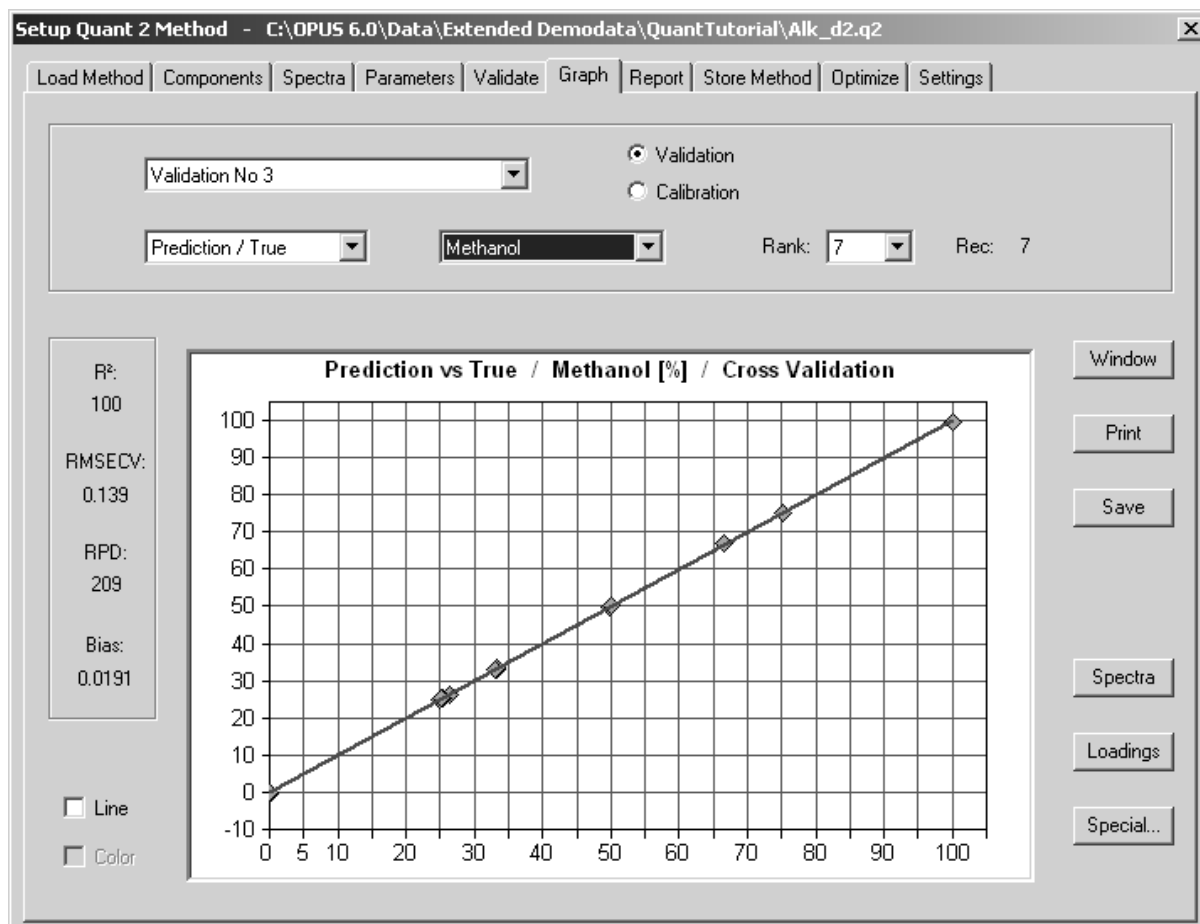 Setup Quant 2 Method - C:\OPUS 6.0\Data\Extended Demodata\QuantTutorial\Alk_d2.q2
Load Method Components Spectra Parameters Validate Graph Report Store Method Optimize Settings
Validation No 3
Validation
Calibration
Prediction / True Methanol Rank: 7 Rec: 7
R²:
100
RMSECV:
0.139
RPD:
209
Bias:
0.0191
Line
Color
Prediction vs True / Methanol [%] / Cross Validation
100
90
80
70
60
50
40
30
20
10
0
-10
0 5 10 20 30 40 50 60 70 80 90 100
Window
Print
Save
Spectra
Loadings
Special...